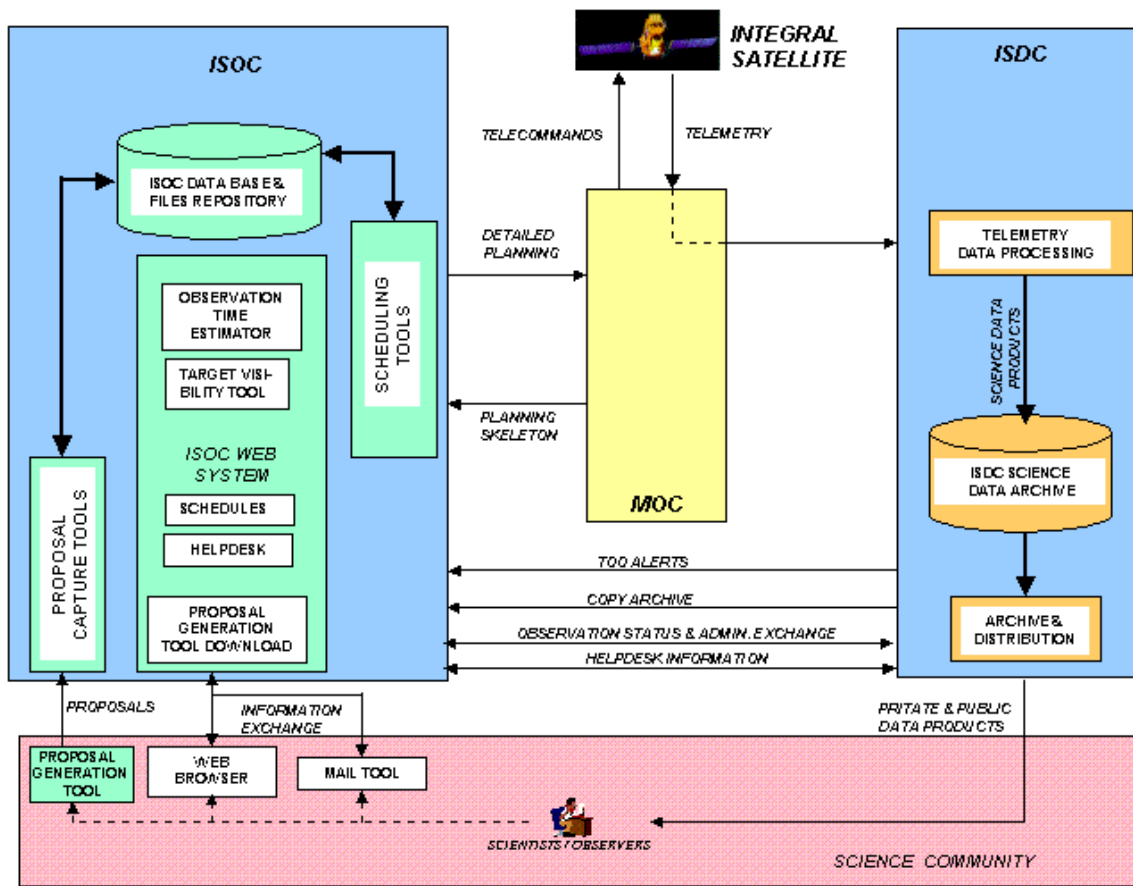 ISOC
INTEGRAL
SATELLITE
ISDC
TELECOMMANDS
TELEMETRY
ISOC DATA BASE &
FILES REPOSITORY
SCHEDULING
TOOLS
DETAILED
PLANNING
TELEMETRY
DATA PROCESSING
OBSERVATION
TIME
ESTIMATOR
TARGET VISI-
BILITY TOOL
SCIENCE DATA
PRODUCTS
PLANNING
SKELETON
ISOC WEB
SYSTEM
ISDC SCIENCE
DATA ARCHIVE
PROPOSAL
CAPTURE TOOLS
SCHEDULES
MOC
HELPDESK
TOO ALERTS
COPY ARCHIVE
PROPOSAL
GENERATION
TOOL DOWNLOAD
ARCHIVE &
DISTRIBUTION
OBSERVATION STATUS & ADMIN. EXCHANGE
HELPDESK INFORMATION
PROPOSALS
INFORMATION
EXCHANGE
PRITATE & PUBLIC
DATA PRODUCTS
PROPOSAL
GENERATION
TOOL
WEB
BROWSER
MAIL TOOL
SCIENTISTS / OBSERVERS
SCIENCE COMMUNITY